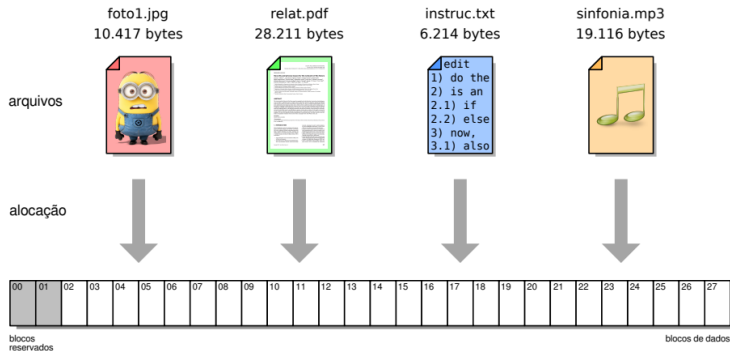 foto1.jpg
10.417 bytes
relat.pdf
28.211 bytes
instruc.txt
6.214 bytes
sinfonia.mp3
19.116 bytes
arquivos
edit
1) do the
2) is an
2.1) if
2.2) else
3) now,
3.1) also
alocação
00 01 02 03 04 05 06 07 08 09 10 11 12 13 14 15 16 17 18 19 20 21 22 23 24 25 26 27
blocos
reservados
blocos de dados